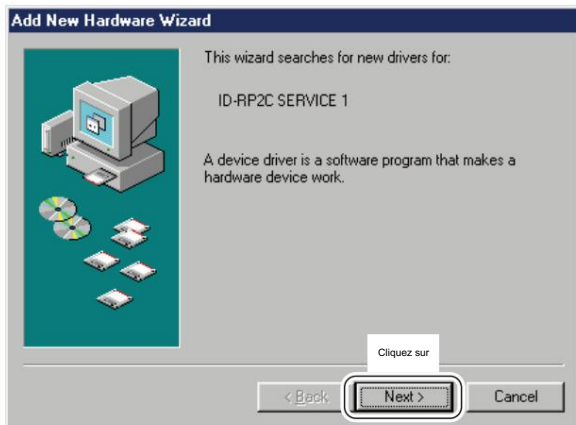 Add New Hardware Wizard
This wizard searches for new drivers for:
ID-RP2C SERVICE 1
A device driver is a software program that makes a
hardware device work.
Cliquez sur
< Back
Next >
Cancel